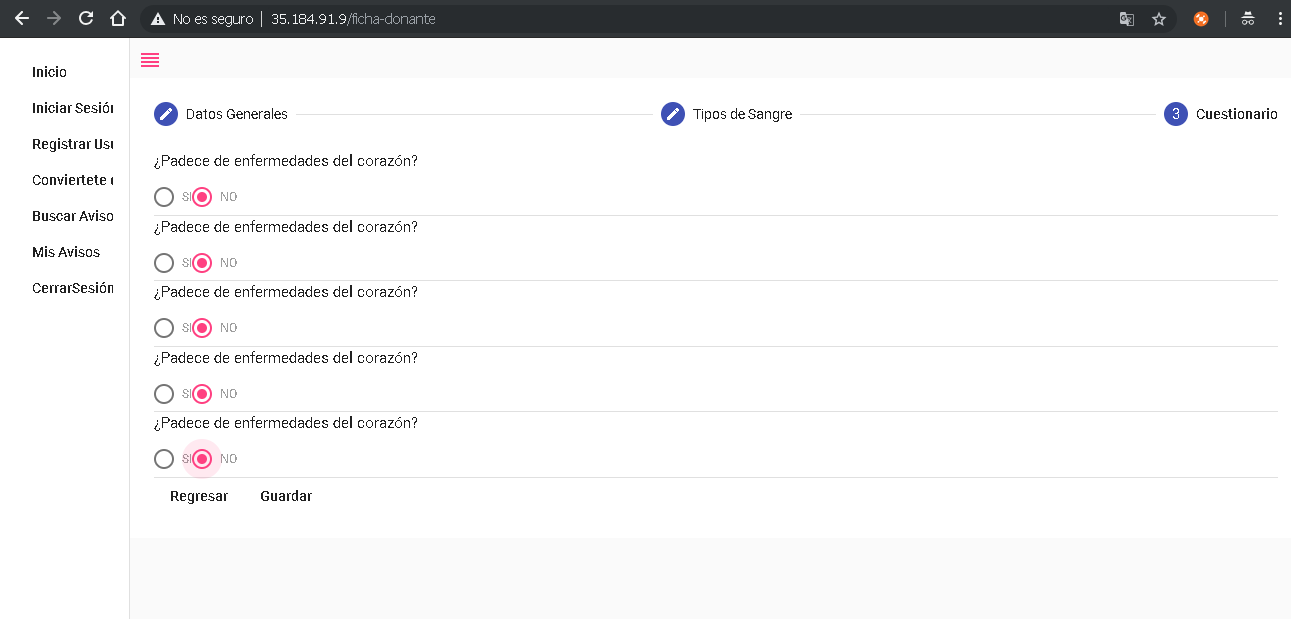 No es seguro | 35.184.91.9/ficha-donante
Inicio
Iniciar Sesión
Registrar Usu
Conviertete
Buscar Aviso
Mis Avisos
CerrarSesión
Datos Generales
Tipos de Sangre
3 Cuestionario
¿Padece de enfermedades del corazón?
SI NO
¿Padece de enfermedades del corazón?
SI NO
¿Padece de enfermedades del corazón?
SI NO
¿Padece de enfermedades del corazón?
SI NO
¿Padece de enfermedades del corazón?
SI NO
Regresar Guardar